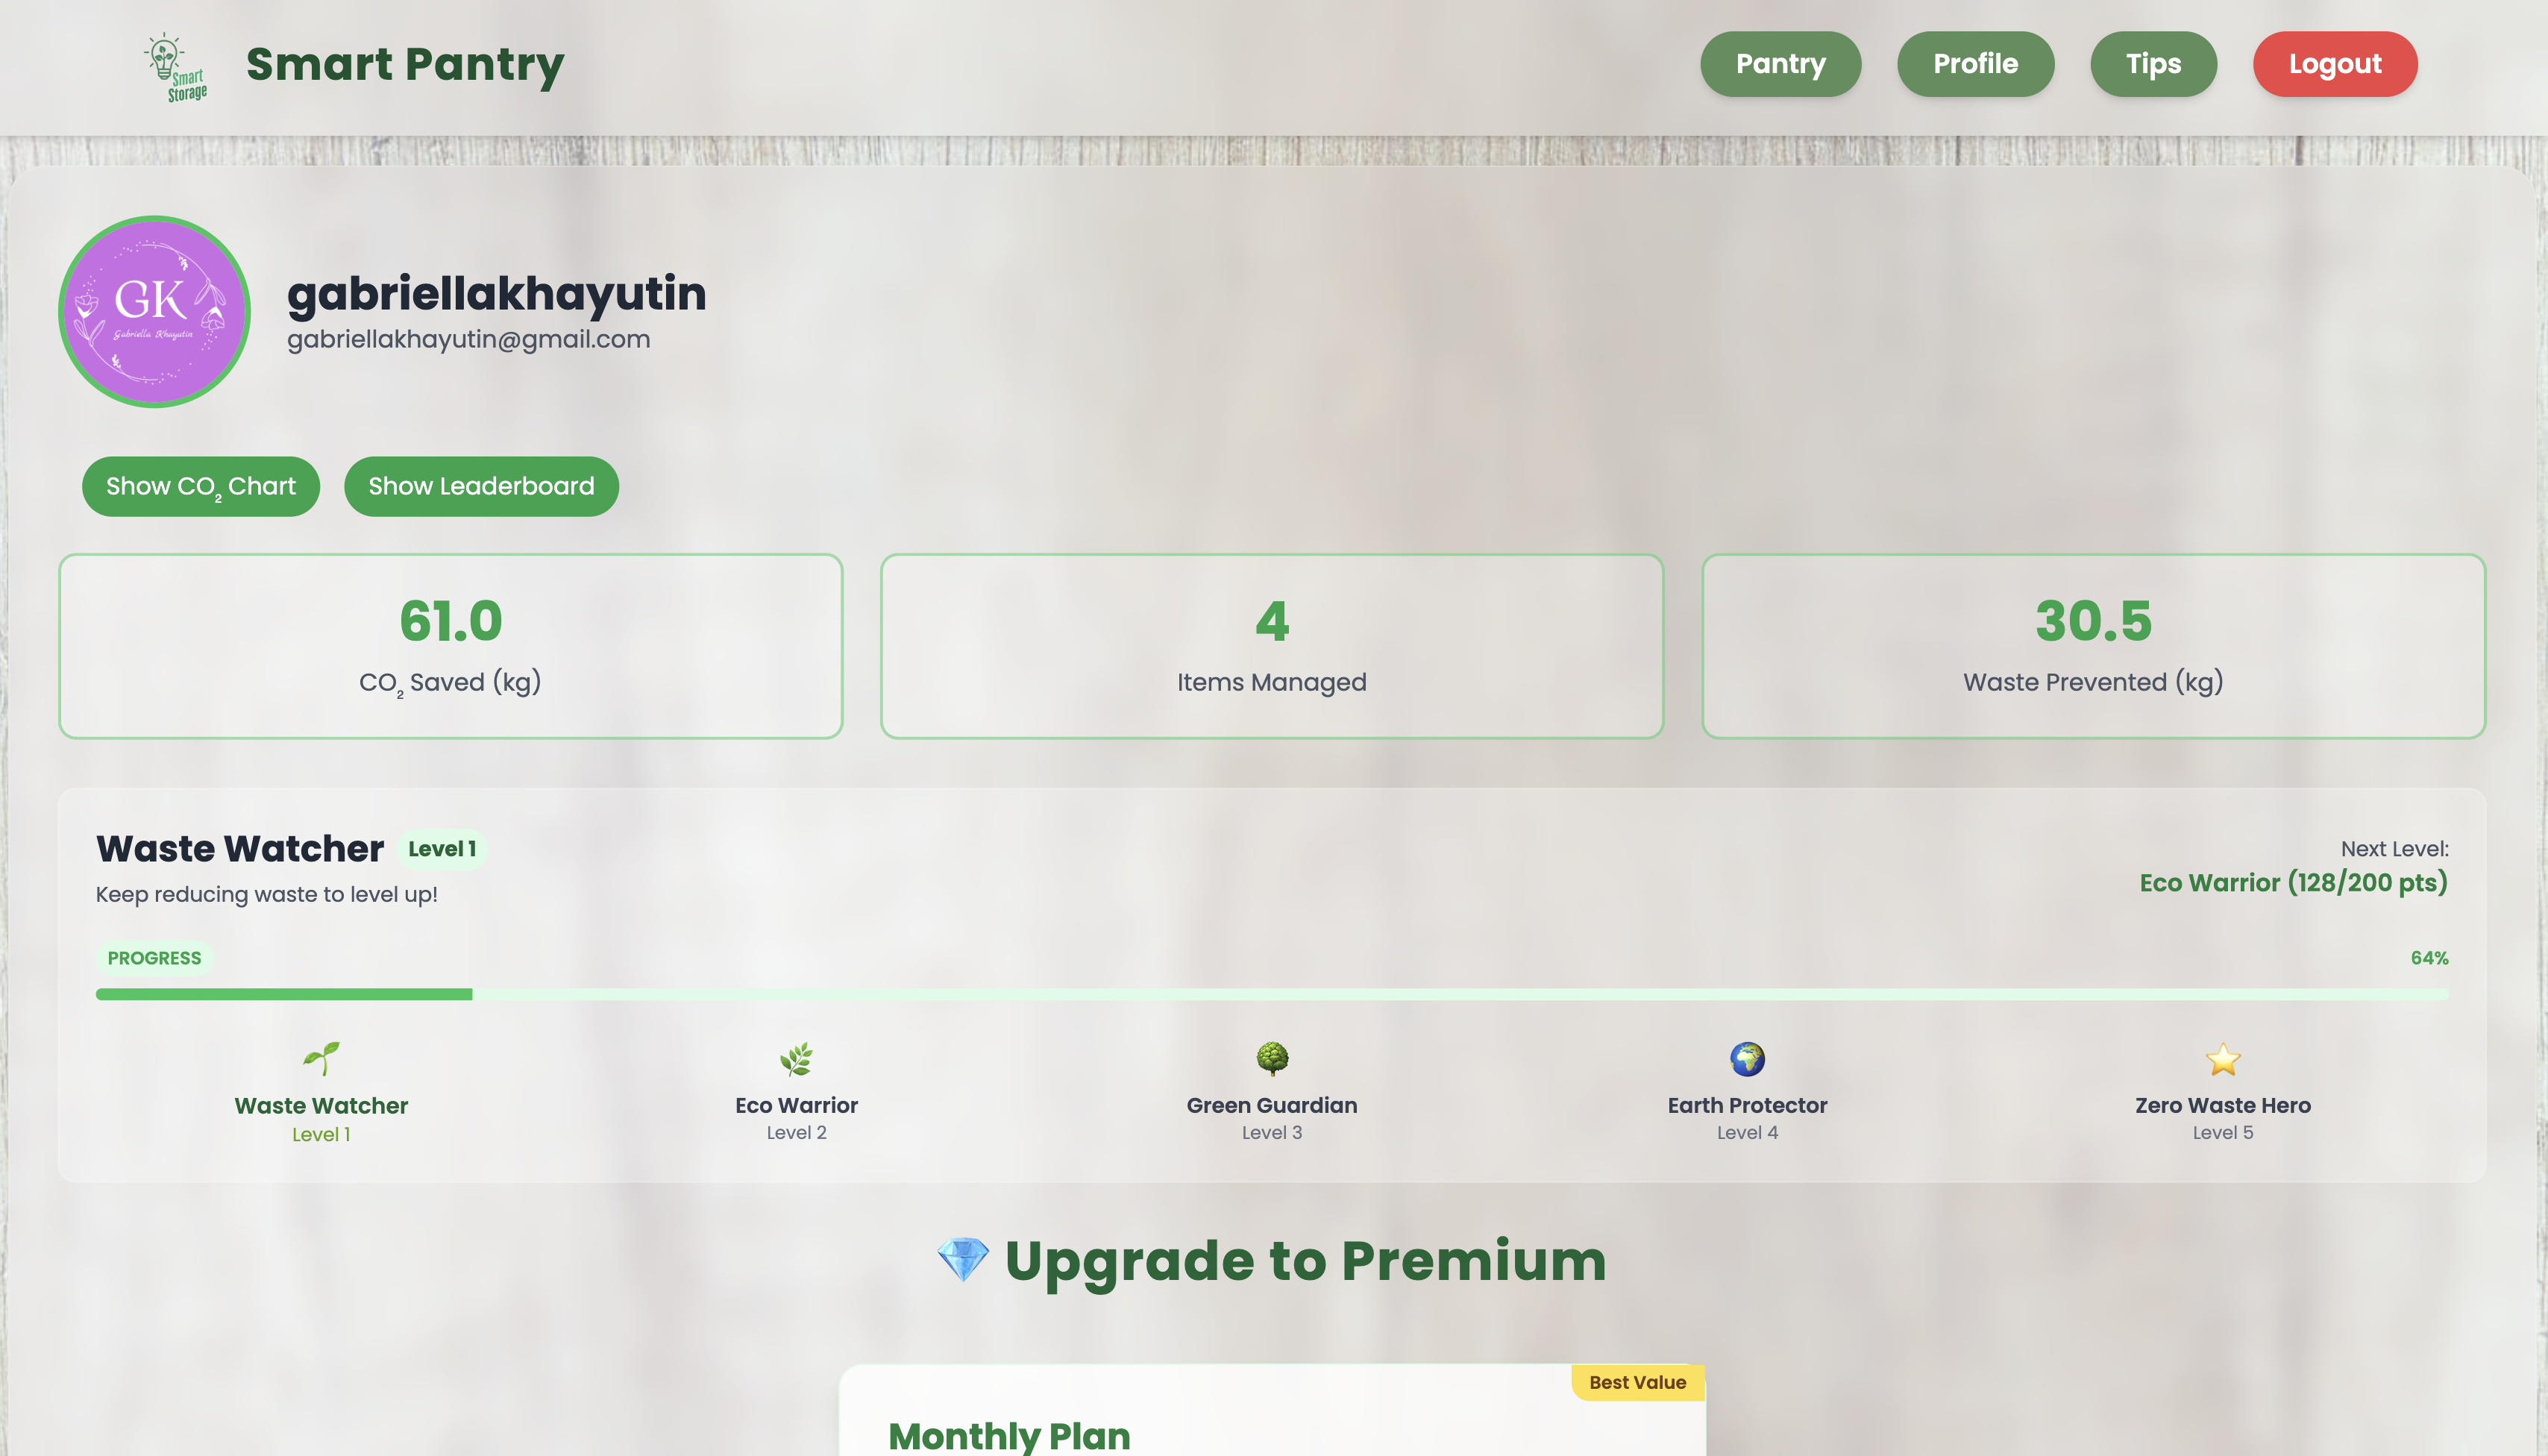 Smart
Storage
Smart Pantry
Pantry
Profile
Tips
Logout
GK
Gabriella Khayutin
gabriellakhayutin
gabriellakhayutin@gmail.com
Show CO₂ Chart
Show Leaderboard
61.0
CO₂ Saved (kg)
4
Items Managed
30.5
Waste Prevented (kg)
Waste Watcher
Level 1
Keep reducing waste to level up!
Next Level:
Eco Warrior (128/200 pts)
PROGRESS
64%
Waste Watcher
Level 1
Eco Warrior
Level 2
Green Guardian
Level 3
Earth Protector
Level 4
Zero Waste Hero
Level 5
💎 Upgrade to Premium
Best Value
Monthly Plan